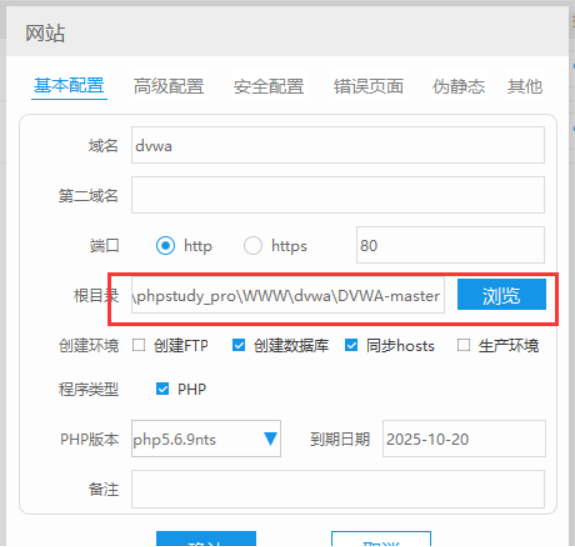 网站
基本配置 高级配置 安全配置 错误页面 伪静态 其他
域名 dvwa
第二域名
端口 http https 80
根目录 \phpstudy_pro\WWW\dvwa\DVWA-master 浏览
创建环境 创建FTP 创建数据库 同步hosts 生产环境
程序类型 PHP
PHP版本 php5.6.9nts 到期日期 2025-10-20
备注